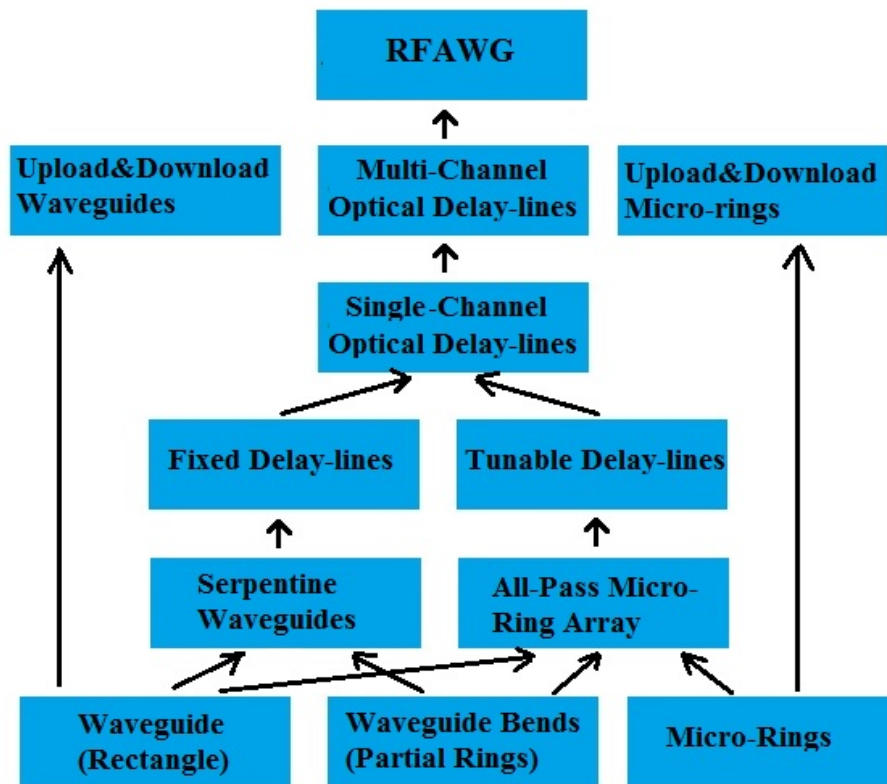 RFAWG
Upload&Download
Waveguides
Multi-Channel
Optical Delay-lines
Upload&Download
Micro-rings
Single-Channel
Optical Delay-lines
Fixed Delay-lines
Tunable Delay-lines
Serpentine
Waveguides
All-Pass Micro-
Ring Array
Waveguide
(Rectangle)
Waveguide Bends
(Partial Rings)
Micro-Rings